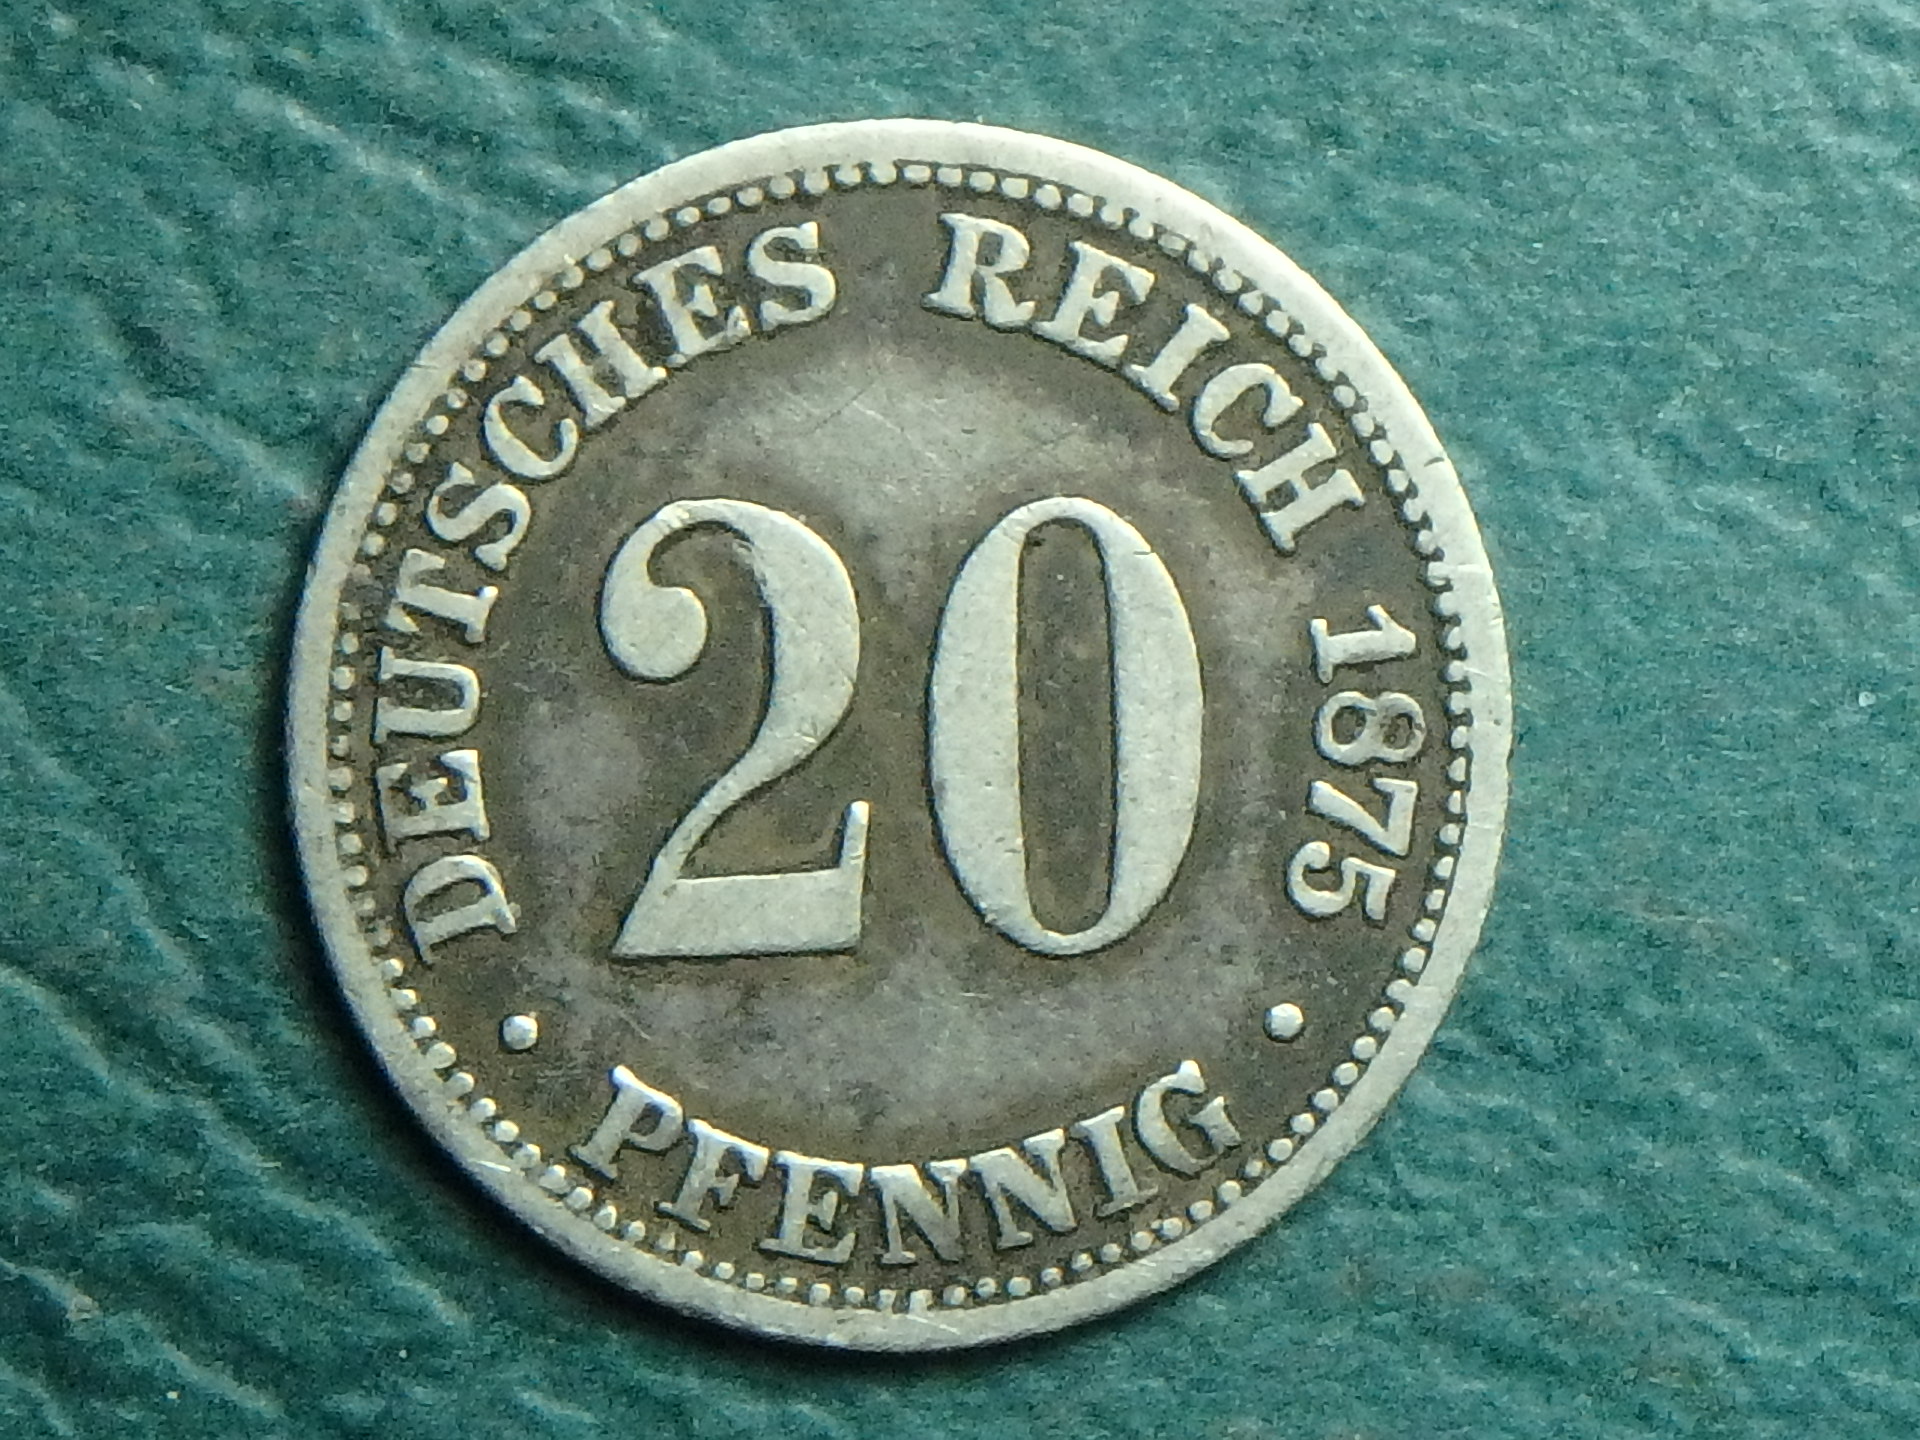 DEUTSCHES REICH 1875
20
· PFENNIG ·